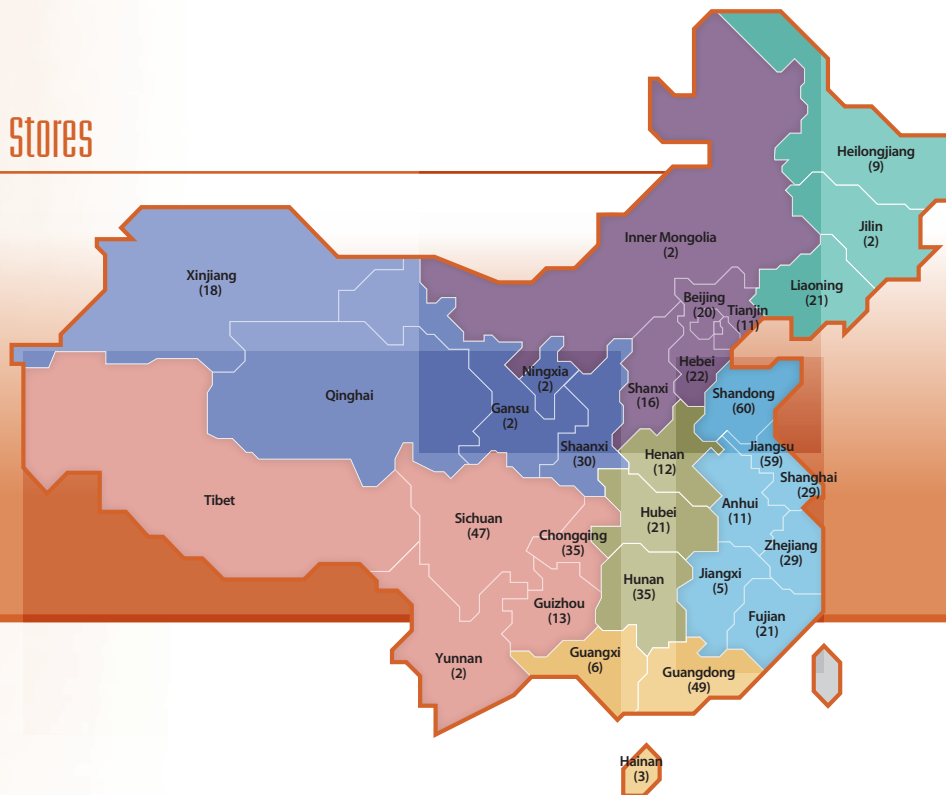 Stores
Heilongjiang
(9)
Jilin
(2)
Inner Mongolia
(2)
Xinjiang
(18)
Liaoning
(21)
Beijing
(20)
Tianjin
(11)
Hebei
(22)
Ningxia
(2)
Shanxi
(16)
Shandong
(60)
Qinghai
Gansu
(2)
Shaanxi
(30)
Henan
(12)
Jiangsu
(59)
Shanghai
(29)
Tibet
Anhui
(11)
Sichuan
(47)
Hubei
(21)
Chongqing
(35)
Zhejiang
(29)
Hunan
(35)
Jiangxi
(5)
Guizhou
(13)
Fujian
(21)
Yunnan
(2)
Guangxi
(6)
Guangdong
(49)
Hainan
(3)